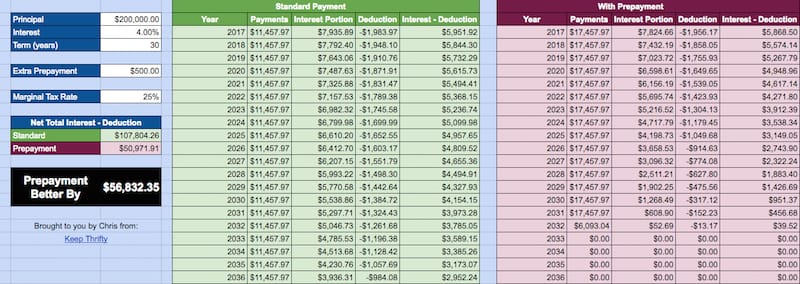 Principal $200,000.00
Interest 4.00%
Term (years) 30
Extra Prepayment $500.00
Marginal Tax Rate 25%
Net Total Interest - Deduction
Standard $107,804.26
Prepayment $50,971.91
Prepayment Better By $56,832.35
Brought to you by Chris from:
Keep Thrifty
Standard Payment
Year Payments Interest Portion Deduction Interest - Deduction
2017 $11,457.97 $7,935.89 -$1,983.97 $5,951.92
2018 $11,457.97 $7,792.40 -$1,948.10 $5,844.30
2019 $11,457.97 $7,643.06 -$1,910.76 $5,732.29
2020 $11,457.97 $7,487.63 -$1,871.91 $5,615.73
2021 $11,457.97 $7,325.88 -$1,831.47 $5,494.41
2022 $11,457.97 $7,157.53 -$1,789.38 $5,368.15
2023 $11,457.97 $6,982.32 -$1,745.58 $5,236.74
2024 $11,457.97 $6,799.98 -$1,699.99 $5,099.98
2025 $11,457.97 $6,610.20 -$1,652.55 $4,957.65
2026 $11,457.97 $6,412.70 -$1,603.17 $4,809.52
2027 $11,457.97 $6,207.15 -$1,551.79 $4,655.36
2028 $11,457.97 $5,993.22 -$1,498.30 $4,494.91
2029 $11,457.97 $5,770.58 -$1,442.64 $4,327.93
2030 $11,457.97 $5,538.86 -$1,384.72 $4,154.15
2031 $11,457.97 $5,297.71 -$1,324.43 $3,973.28
2032 $11,457.97 $5,046.73 -$1,261.68 $3,785.05
2033 $11,457.97 $4,785.53 -$1,196.38 $3,589.15
2034 $11,457.97 $4,513.68 -$1,128.42 $3,385.26
2035 $11,457.97 $4,230.76 -$1,057.69 $3,173.07
2036 $11,457.97 $3,936.31 -$984.08 $2,952.24
With Prepayment
Year Payments Interest Portion Deduction Interest - Deduction
2017 $17,457.97 $7,824.66 -$1,956.17 $5,868.50
2018 $17,457.97 $7,432.19 -$1,858.05 $5,574.14
2019 $17,457.97 $7,023.72 -$1,755.93 $5,267.79
2020 $17,457.97 $6,598.61 -$1,649.65 $4,948.96
2021 $17,457.97 $6,156.19 -$1,539.05 $4,617.14
2022 $17,457.97 $5,695.74 -$1,423.93 $4,271.80
2023 $17,457.97 $5,216.52 -$1,304.13 $3,912.39
2024 $17,457.97 $4,717.79 -$1,179.45 $3,538.34
2025 $17,457.97 $4,198.73 -$1,049.68 $3,149.05
2026 $17,457.97 $3,658.53 -$914.63 $2,743.90
2027 $17,457.97 $3,096.32 -$774.08 $2,322.24
2028 $17,457.97 $2,511.21 -$627.80 $1,883.40
2029 $17,457.97 $1,902.25 -$475.56 $1,426.69
2030 $17,457.97 $1,268.49 -$317.12 $951.37
2031 $17,457.97 $608.90 -$152.23 $456.68
2032 $6,093.04 $52.69 -$13.17 $39.52
2033 $0.00 $0.00 $0.00 $0.00
2034 $0.00 $0.00 $0.00 $0.00
2035 $0.00 $0.00 $0.00 $0.00
2036 $0.00 $0.00 $0.00 $0.00